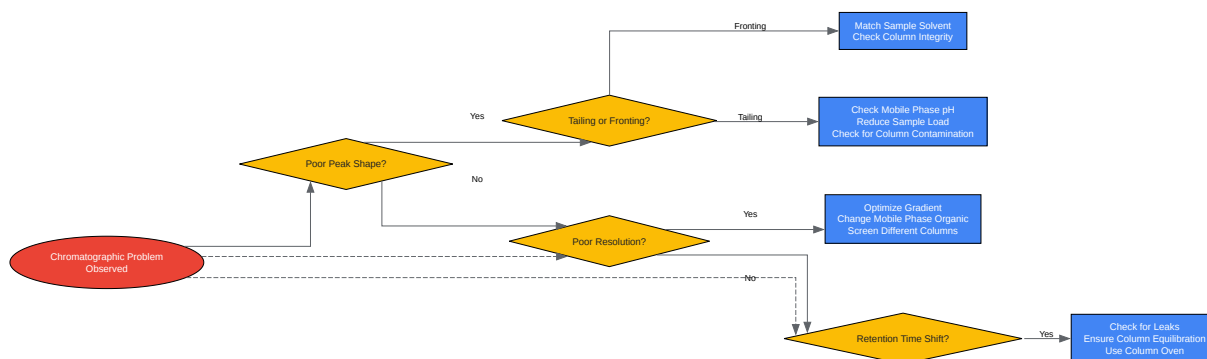 Fronting
Match Sample Solvent
Check Column Integrity
Yes
Tailing or Fronting?
Tailing
Check Mobile Phase pH
Reduce Sample Load
Check for Column Contamination
Poor Peak Shape?
No
Optimize Gradient
Change Mobile Phase Organic
Screen Different Columns
Yes
Poor Resolution?
Chromatographic Problem
Observed
No
Retention Time Shift?
Yes
Check for Leaks
Ensure Column Equilibration
Use Column Oven